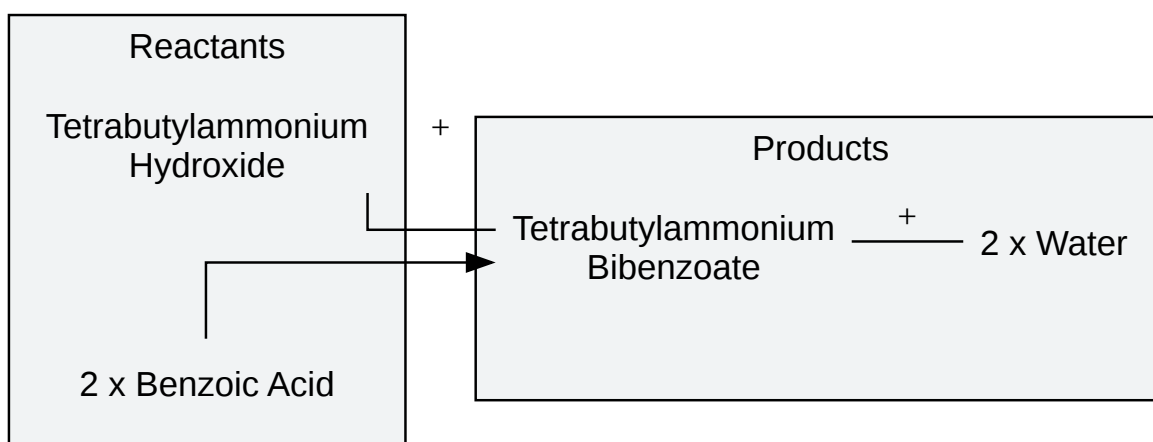 Reactants
Tetrabutylammonium
Hydroxide
+
2 x Benzoic Acid
Products
Tetrabutylammonium
Bibenzoate
+
2 x Water